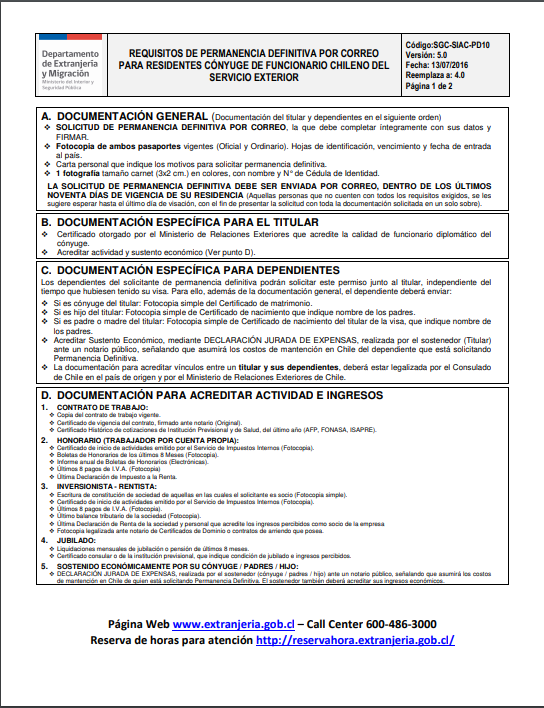 Departamento
de Extranjería
y Migración
Ministerio del Interior y
Seguridad Pública
REQUISITOS DE PERMANENCIA DEFINITIVA POR CORREO
PARA RESIDENTES CÓNYUGE DE FUNCIONARIO CHILENO DEL
SERVICIO EXTERIOR
Código:SGC-SIAC-PD10
Versión: 5.0
Fecha: 13/07/2016
Reemplaza a: 4.0
Página 1 de 2
A. DOCUMENTACIÓN GENERAL (Documentación del titular y dependientes en el siguiente orden)
❖ SOLICITUD DE PERMANENCIA DEFINITIVA POR CORREO, la que debe completar íntegramente con sus datos y
FIRMAR.
❖ Fotocopia de ambos pasaportes vigentes (Oficial y Ordinario). Hojas de identificación, vencimiento y fecha de entrada
al país.
❖ Carta personal que indique los motivos para solicitar permanencia definitiva.
❖ 1 fotografía tamaño carnet (3x2 cm.) en colores, con nombre y N° de Cédula de Identidad.
LA SOLICITUD DE PERMANENCIA DEFINITIVA DEBE SER ENVIADA POR CORREO, DENTRO DE LOS ÚLTIMOS
NOVENTA DÍAS DE VIGENCIA DE SU RESIDENCIA (Aquellas personas que no cuenten con todos los requisitos exigidos, se les
sugiere esperar hasta el último día de visación, con el fin de presentar la solicitud con toda la documentación solicitada en un solo sobre).
B. DOCUMENTACIÓN ESPECÍFICA PARA EL TITULAR
❖ Certificado otorgado por el Ministerio de Relaciones Exteriores que acredite la calidad de funcionario diplomático del
cónyuge.
❖ Acreditar actividad y sustento económico (Ver punto D).
C. DOCUMENTACIÓN ESPECÍFICA PARA DEPENDIENTES
Los dependientes del solicitante de permanencia definitiva podrán solicitar este permiso junto al titular, independiente del
tiempo que hubiesen tenido su visa. Para ello, además de la documentación general, el dependiente deberá enviar:
❖ Si es cónyuge del titular: Fotocopia simple del Certificado de matrimonio.
❖ Si es hijo del titular: Fotocopia simple de Certificado de nacimiento que indique nombre de los padres.
❖ Si es padre o madre del titular: Fotocopia simple de Certificado de nacimiento del titular de la visa, que indique nombre de
los padres.
❖ Acreditar Sustento Económico, mediante DECLARACIÓN JURADA DE EXPENSAS, realizada por el sostenedor (Titular)
ante un notario público, señalando que asumirá los costos de mantención en Chile del dependiente que está solicitando
Permanencia Definitiva.
❖ La documentación para acreditar vínculos entre un titular y sus dependientes, deberá estar legalizada por el Consulado
de Chile en el país de origen y por el Ministerio de Relaciones Exteriores de Chile.
D. DOCUMENTACIÓN PARA ACREDITAR ACTIVIDAD E INGRESOS
1. CONTRATO DE TRABAJO:
❖ Copia del contrato de trabajo vigente.
❖ Certificado de vigencia del contrato, firmado ante notario (Original).
❖ Certificado Histórico de cotizaciones de Institución Previsional y de Salud, del último año (AFP, FONASA, ISAPRE).
2. HONORARIO (TRABAJADOR POR CUENTA PROPIA):
❖ Certificado de inicio de actividades emitido por el Servicio de Impuestos Internos (Fotocopia).
❖ Boletas de Honorarios de los últimos 8 Meses (Fotocopia).
❖ Informe anual de Boletas de Honorarios (Electrónicas).
❖ Últimos 8 pagos de I.V.A. (Fotocopia)
❖ Última Declaración de Impuesto a la Renta.
3. INVERSIONISTA - RENTISTA:
❖ Escritura de constitución de sociedad de aquellas en las cuales el solicitante es socio (Fotocopia simple).
❖ Certificado de inicio de actividades emitido por el Servicio de Impuestos Internos (Fotocopia).
❖ Últimos 8 pagos de I.V.A. (Fotocopia).
❖ Último balance tributario de la sociedad (Fotocopia).
❖ Última Declaración de Renta de la sociedad y personal que acredite los ingresos percibidos como socio de la empresa
❖ Fotocopia legalizada ante notario de Certificados de Dominio o contratos de arriendo que posea.
4. JUBILADO:
❖ Liquidaciones mensuales de jubilación o pensión de últimos 8 meses.
❖ Certificado consular o de la institución previsional, que indique condición de jubilado e ingresos percibidos.
5. SOSTENIDO ECONÓMICAMENTE POR SU CÓNYUGE / PADRES / HIJO:
❖ DECLARACIÓN JURADA DE EXPENSAS, realizada por el sostenedor (cónyuge / padres / hijo) ante un notario público, señalando que asumirá los costos
de mantención en Chile de quien está solicitando Permanencia Definitiva. El sostenedor también deberá acreditar sus ingresos económicos.
Página Web www.extranjeria.gob.cl – Call Center 600-486-3000
Reserva de horas para atención http://reservahora.extranjeria.gob.cl/